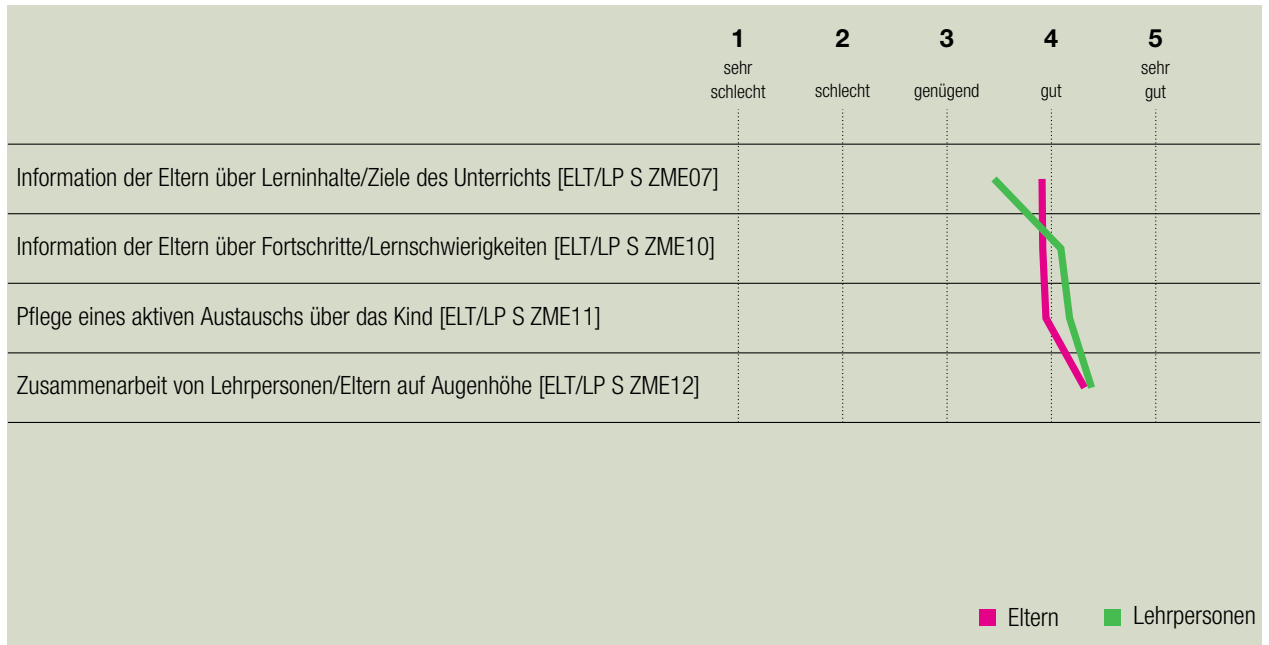 1 2 3 4 5
sehr schlecht schlecht genügend gut sehr gut
Information der Eltern über Lerninhalte/Ziele des Unterrichts [ELT/LP S ZME07]
Information der Eltern über Fortschritte/Lernschwierigkeiten [ELT/LP S ZME10]
Pflege eines aktiven Austauschs über das Kind [ELT/LP S ZME11]
Zusammenarbeit von Lehrpersonen/Eltern auf Augenhöhe [ELT/LP S ZME12]
Eltern Lehrpersonen